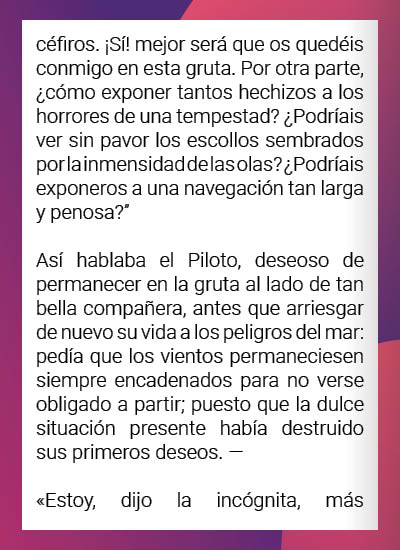 céfiros. ¡Sí! mejor será que os quedéis
conmigo en esta gruta. Por otra parte,
¿cómo exponer tantos hechizos a los
horrores de una tempestad? ¿Podríais
ver sin pavor los escollos sembrados
por la inmensidad de las olas? ¿Podríais
exponeros a una navegación tan larga
y penosa?”
Así hablaba el Piloto, deseoso de
permanecer en la gruta al lado de tan
bella compañera, antes que arriesgar
de nuevo su vida a los peligros del mar:
pedía que los vientos permaneciesen
siempre encadenados para no verse
obligado a partir; puesto que la dulce
situación presente había destruido
sus primeros deseos. —
«Estoy, dijo la incógnita, más